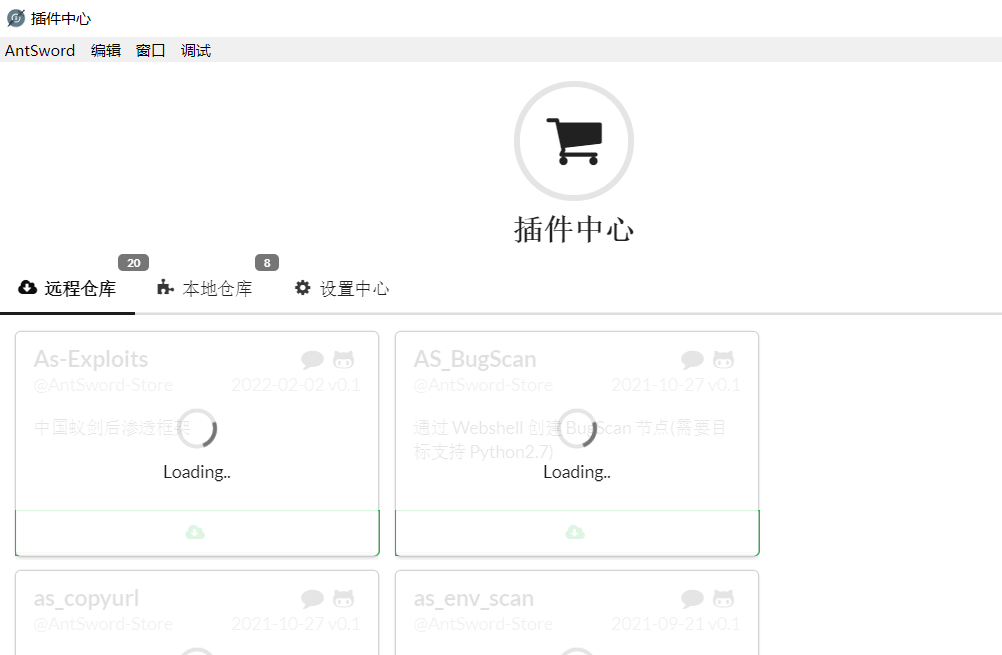 插件中心
AntSword 编辑 窗口 调试
插件中心
20 8
远程仓库 本地仓库 设置中心
As-Exploits
@AntSword-Store 2022-02-02 v0.1
中国蚁剑后渗透框架
Loading..
AS_BugScan
@AntSword-Store 2021-10-27 v0.1
通过 Webshell 创建 BugScan 节点(需要目
标支持 Python2.7)
Loading..
as_copyurl
@AntSword-Store 2021-10-27 v0.1
as_env_scan
@AntSword-Store 2021-09-21 v0.1